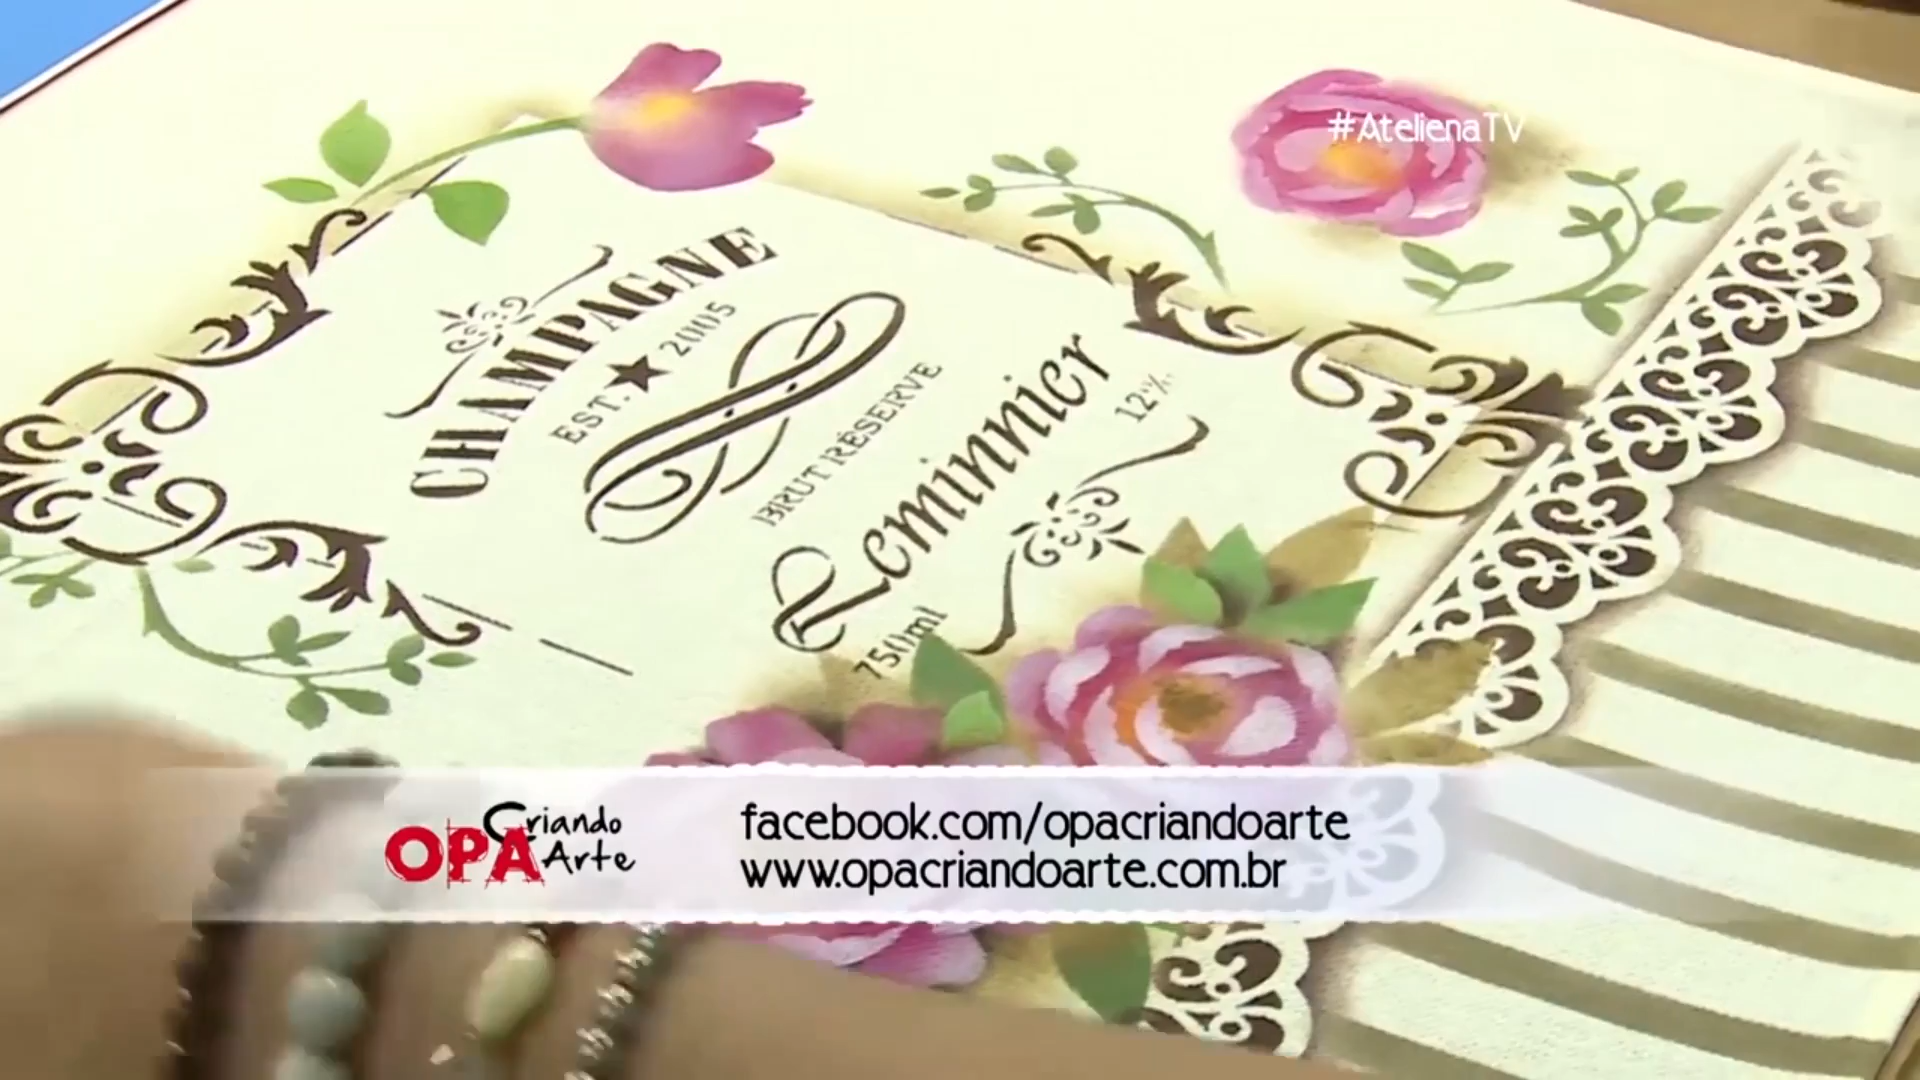 #AtelienaTV
CHAMPAGNE
EST. ★ 2005
BRUT RÉSERVE
Leminnier
12%
750ml
OPA Criando Arte
facebook.com/opacriandoarte
www.opacriandoarte.com.br